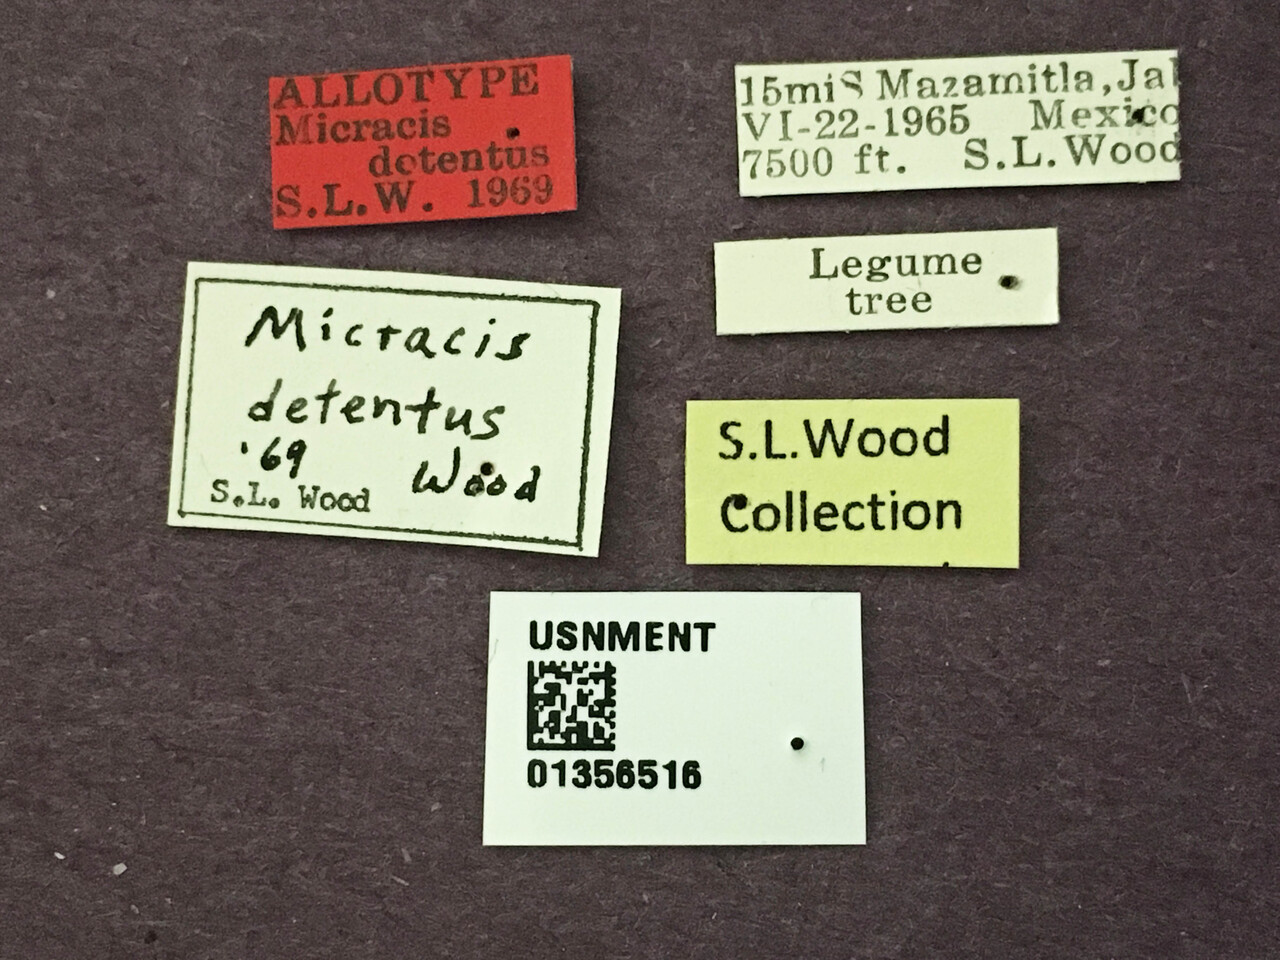 ALLOTYPE
Micracis
detentus
S.L.W. 1969
15miS Mazamitla,Jal
VI-22-1965 Mexico
7500 ft. S.L.Wood
Legume
tree
Micracis
detentus
'69 Wood
S.L. Wood
S.L.Wood
Collection
USNMENT
01356516